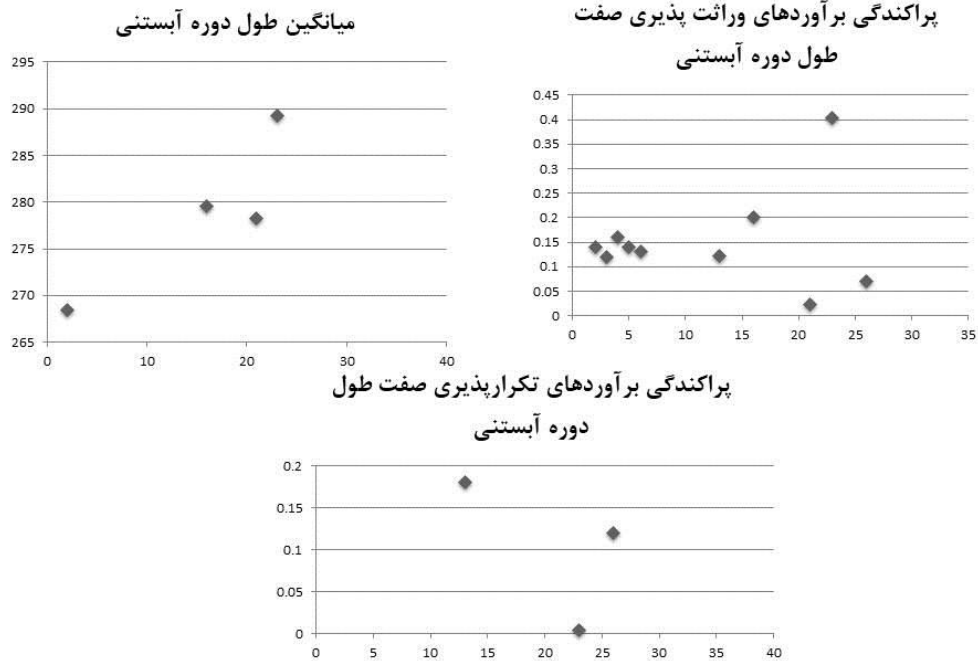 میانگین طول دوره آبستنی
295
290
285
280
275
270
265
0 10 20 30 40
پراکندگی برآوردهای وراثت پذیری صفت
طول دوره آبستنی
0.45
0.4
0.35
0.3
0.25
0.2
0.15
0.1
0.05
0
0 5 10 15 20 25 30 35
پراکندگی برآوردهای تکرارپذیری صفت طول
دوره آبستنی
0.2
0.15
0.1
0.05
0
0 5 10 15 20 25 30 35 40